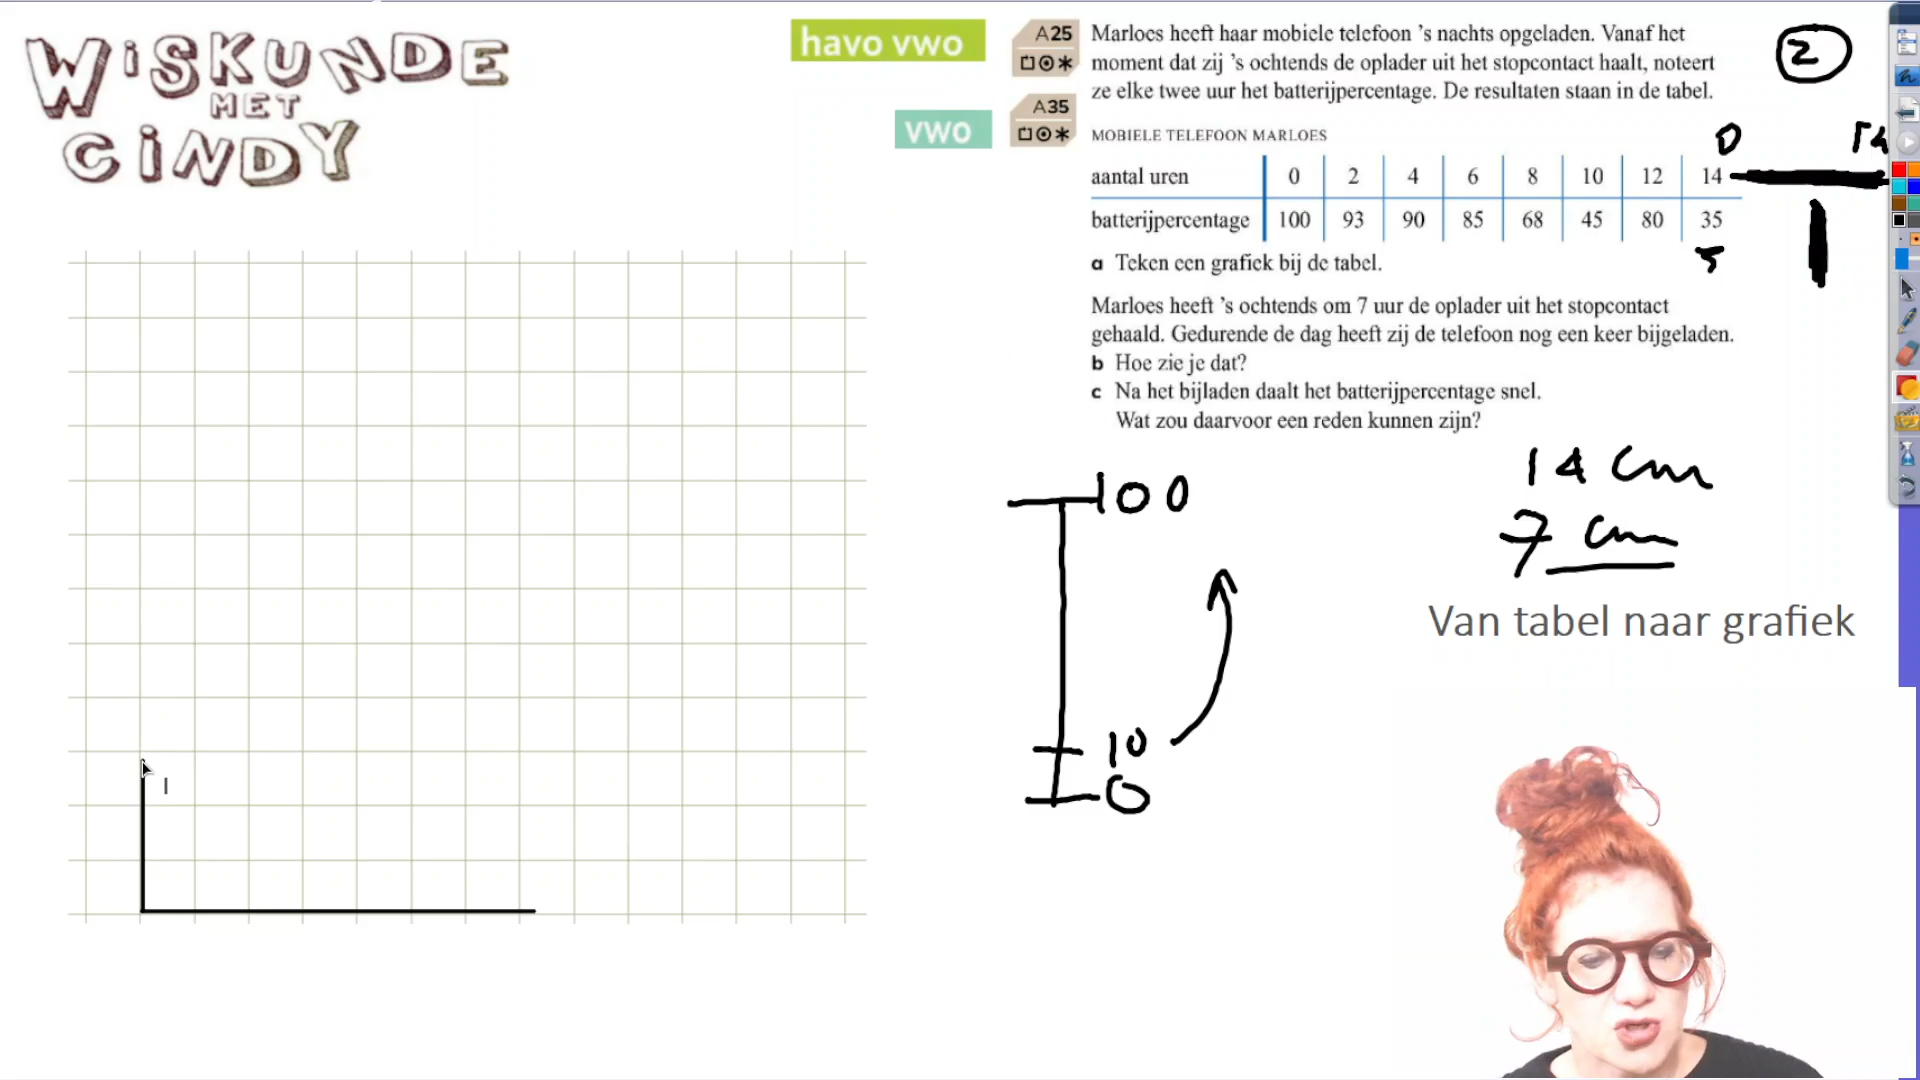 WiSKUNDE
MET
CiNDY
havo vwo
vwo
A25
A35
Marloes heeft haar mobiele telefoon 's nachts opgeladen. Vanaf het
moment dat zij 's ochtends de oplader uit het stopcontact haalt, noteert
ze elke twee uur het batterijpercentage. De resultaten staan in de tabel.
2
MOBIELE TELEFOON MARLOES
aantal uren 0 2 4 6 8 10 12 14
batterijpercentage 100 93 90 85 68 45 80 35
0
5
a Teken een grafiek bij de tabel.
Marloes heeft 's ochtends om 7 uur de oplader uit het stopcontact
gehaald. Gedurende de dag heeft zij de telefoon nog een keer bijgeladen.
b Hoe zie je dat?
c Na het bijladen daalt het batterijpercentage snel.
Wat zou daarvoor een reden kunnen zijn?
100
10
0
14 cm
7 cm
Van tabel naar grafiek